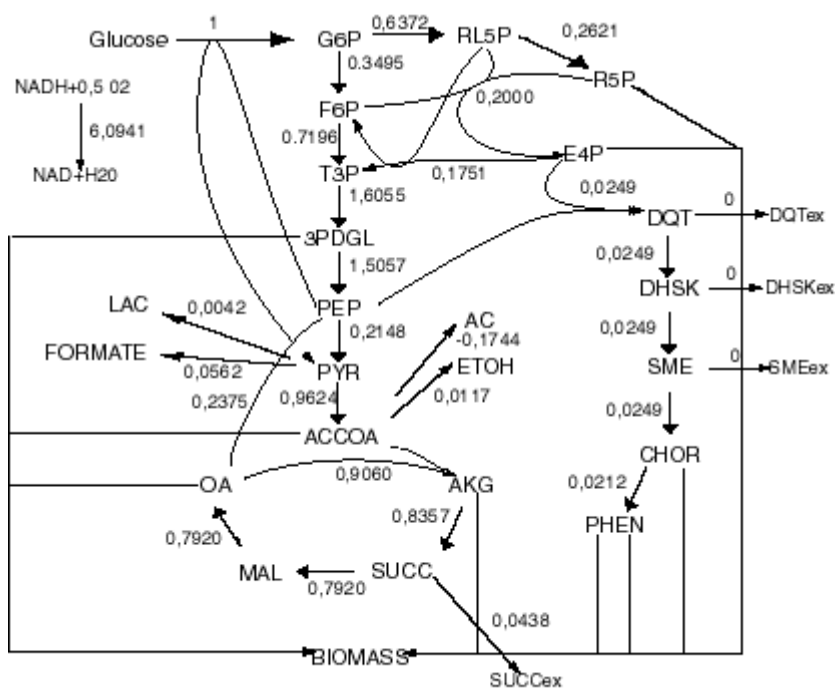 1
0,6372
Glucose
G6P
RL5P
0,2621
0.3495
NADH+0,5 02
R5P
0,2000
F6P
6,0941
0.7196
E4P
NAD+H20
T3P
0,1751
1,6055
0,0249
0
DQT
DQTex
3PDGL
0,0249
1,5057
0
DHSK
DHSKex
LAC
PEP
0,0042
AC
0,2148
-0,1744
0,0249
FORMATE
ETOH
0
PYR
SME
SMEex
0,0562
0,9624
0,0117
0,2375
0,0249
ACCOA
CHOR
0,9060
OA
AKG
0,0212
0,8357
PHEN
0,7920
MAL
SUCC
0,7920
0,0438
BIOMASS
SUCCex